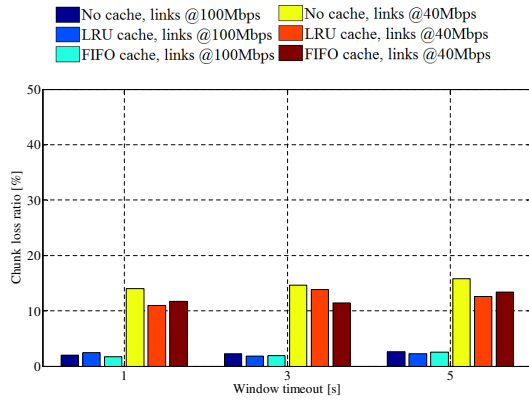 No cache, links @100Mbps
LRU cache, links @100Mbps
FIFO cache, links @100Mbps
No cache, links @40Mbps
LRU cache, links @40Mbps
FIFO cache, links @40Mbps
50
40
30
20
10
0
Chunk loss ratio [%]
1
3
5
Window timeout [s]